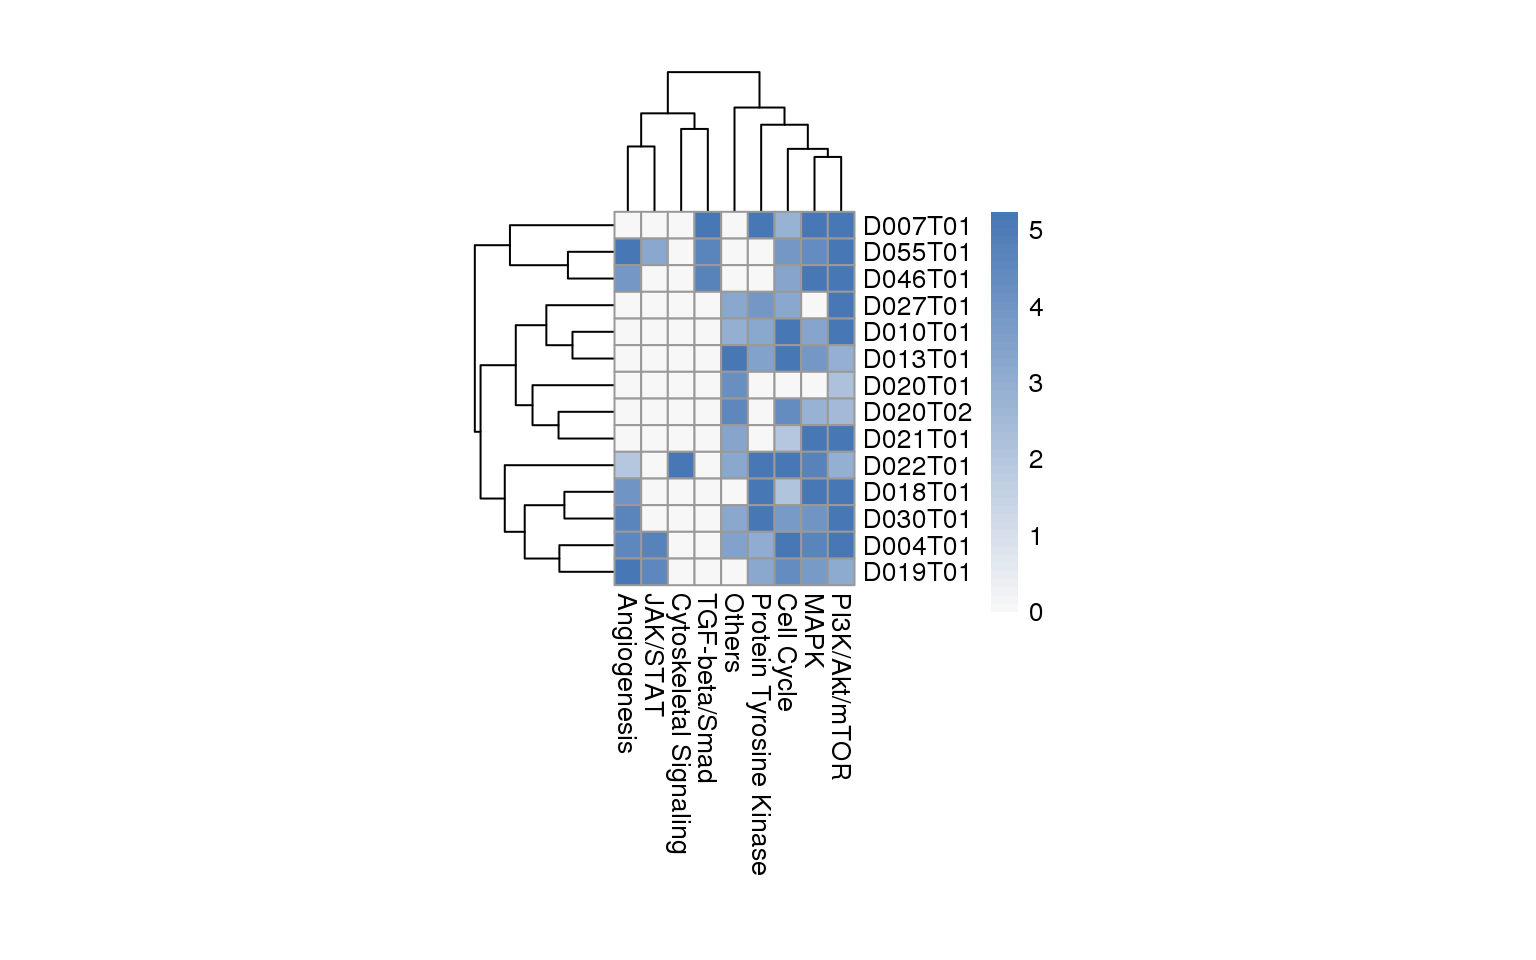 D007T01
D055T01
D046T01
D027T01
D010T01
D013T01
D020T01
D020T02
D021T01
D022T01
D018T01
D030T01
D004T01
D019T01
5
4
3
2
1
0
Angiogenesis
JAK/STAT
Cytoskeletal Signaling
TGF-beta/Smad
Others
Protein Tyrosine Kinase
Cell Cycle
MAPK
PI3K/Akt/mTOR